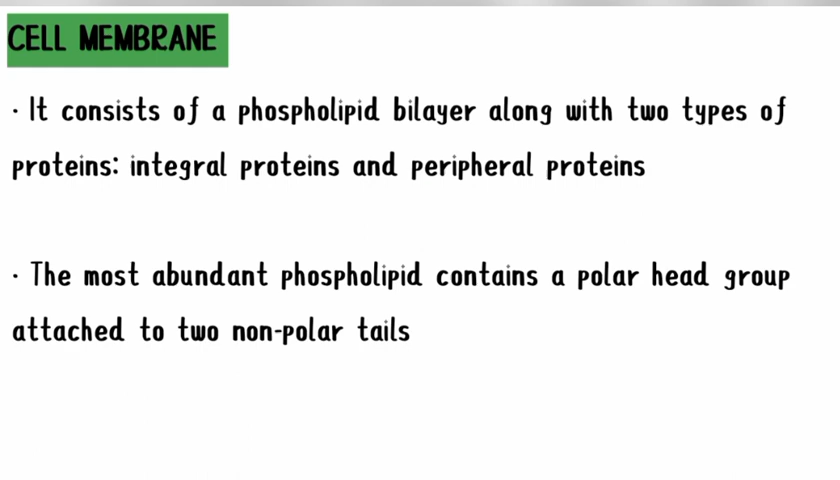 CELL MEMBRANE
· It consists of a phospholipid bilayer along with two types of
proteins: integral proteins and peripheral proteins
· The most abundant phospholipid contains a polar head group
attached to two non-polar tails